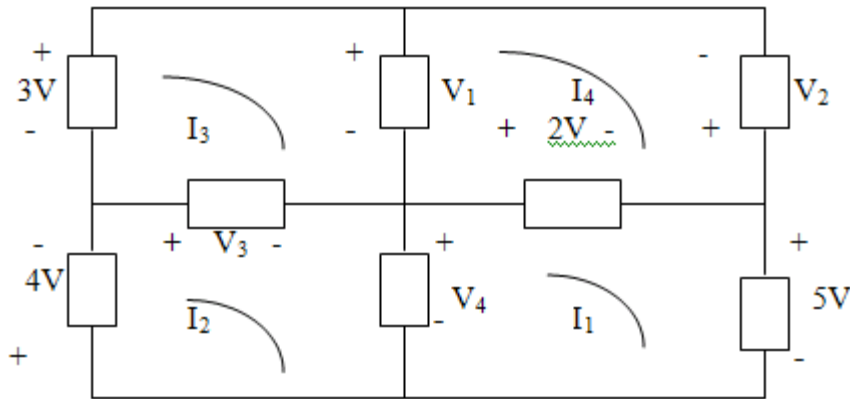 + + - 
3V V₁ I₄ V₂
- I₃ - + 2V - +
- + V₃ - + +
4V I₂ V₄ I₁ 5V
+ - -